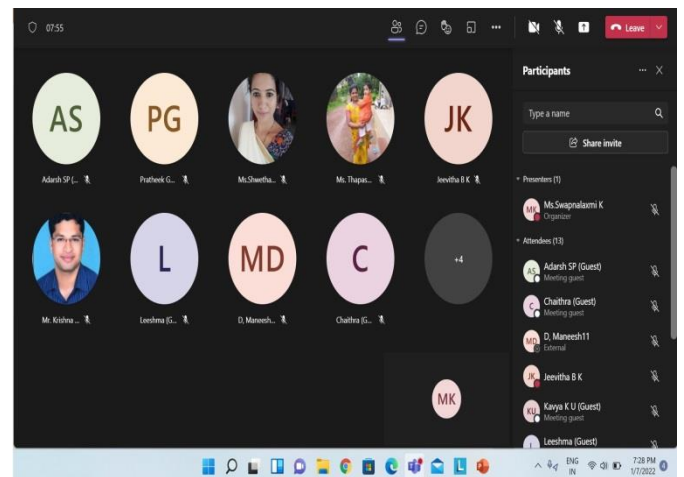 07:55
Leave
AS
PG
JK
Adarsh SP (...
Pratheek G...
Ms.Shwetha...
Ms. Thapas...
Jeevitha B K
L
MD
C
+4
Mr. Krishna ...
Leeshma (G...
D, Maneesh...
Chaithra (G...
MK
Participants
Type a name
Share invite
Presenters (1)
MK
Ms.Swapnalaxmi K
Organizer
Attendees (13)
AS
Adarsh SP (Guest)
Meeting guest
C
Chaithra (Guest)
Meeting guest
MD
D, Maneesh11
External
JK
Jeevitha B K
KU
Kavya K U (Guest)
Meeting guest
L
Leeshma (Guest)
ENG
IN
7:28 PM
1/7/2022